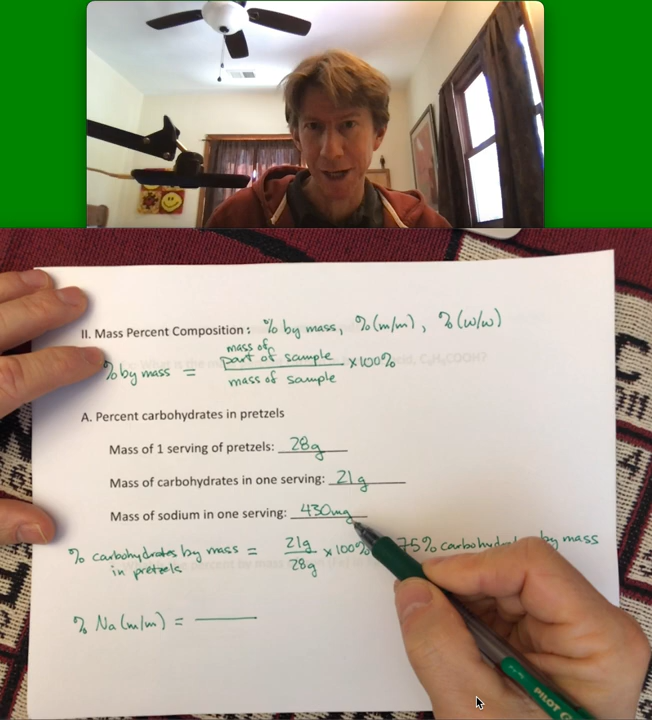 II. Mass Percent Composition: % by mass, %(m/m), %(w/w)
% by mass = mass of part of sample / mass of sample x 100%
A. Percent carbohydrates in pretzels
Mass of 1 serving of pretzels: 28g
Mass of carbohydrates in one serving: 21g
Mass of sodium in one serving: 430mg
% carbohydrates by mass in pretzels = 21g / 28g x 100% 75% by mass
% Na (m/m) =
PILOT